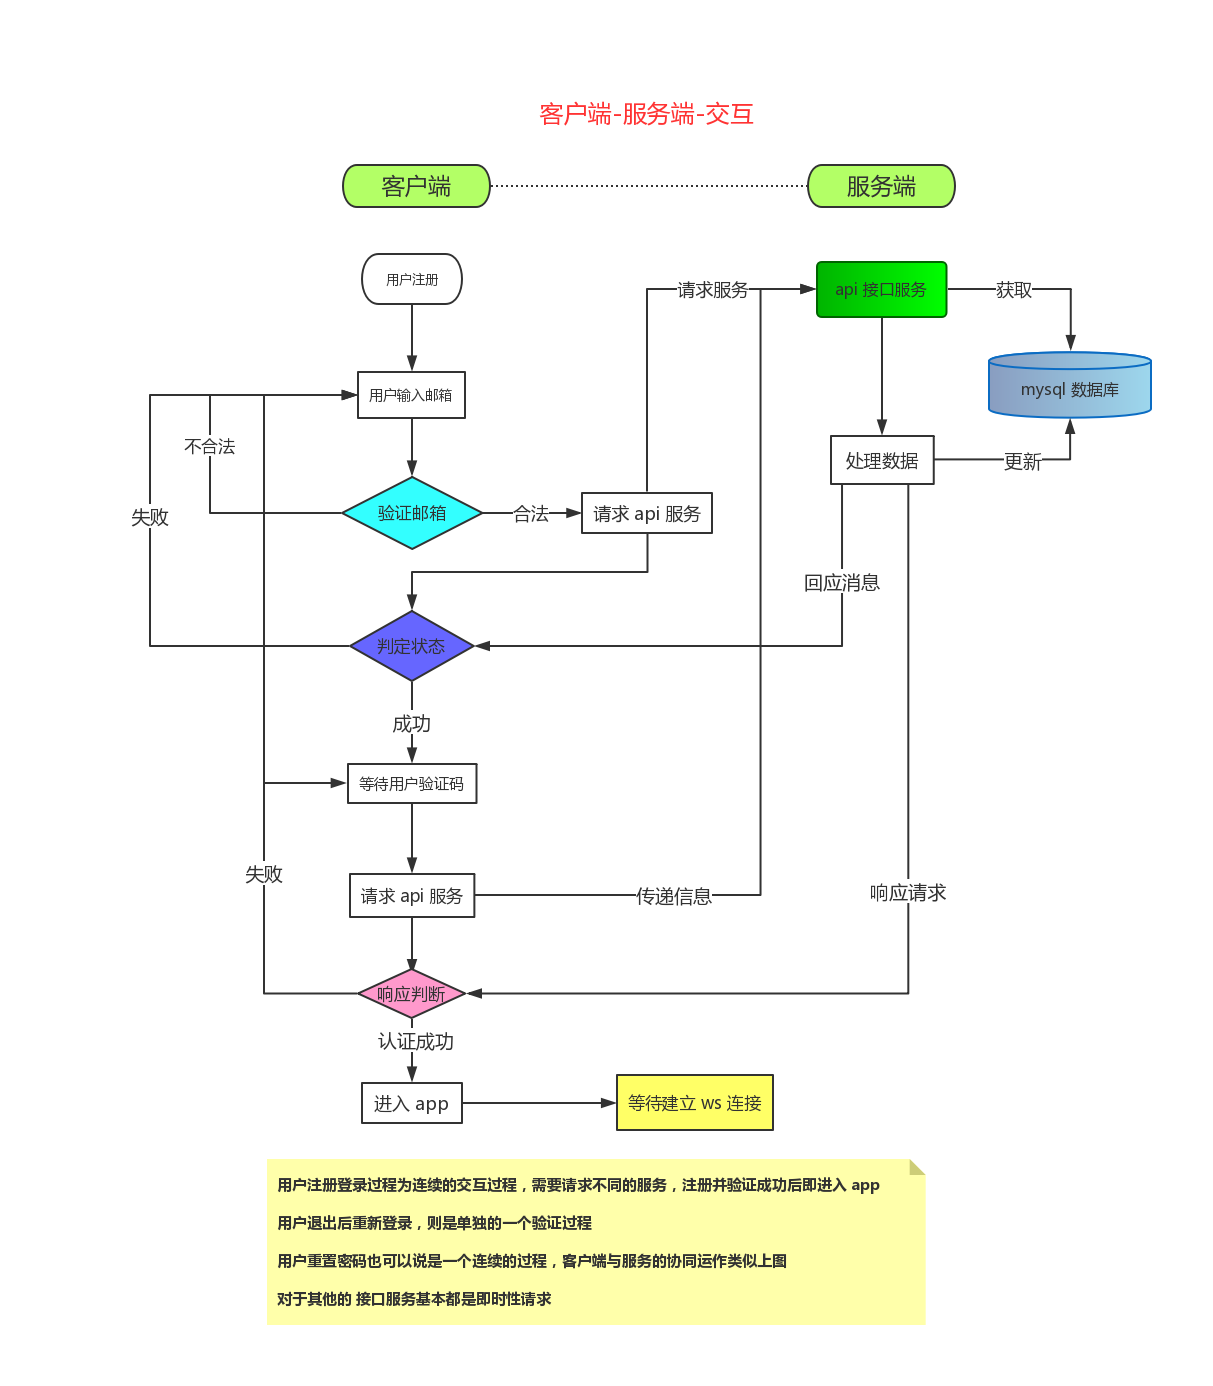 客户端-服务端-交互
客户端
服务端
用户注册
请求服务
api 接口服务
获取
用户输入邮箱
mysql 数据库
不合法
处理数据
更新
失败
验证邮箱
合法
请求 api 服务
回应消息
判定状态
成功
等待用户验证码
失败
请求 api 服务
传递信息
响应请求
响应判断
认证成功
进入 app
等待建立 ws 连接
用户注册登录过程为连续的交互过程，需要请求不同的服务，注册并验证成功后即进入 app
用户退出后重新登录，则是单独的一个验证过程
用户重置密码也可以说是一个连续的过程，客户端与服务的协同运作类似上图
对于其他的 接口服务基本都是即时性请求